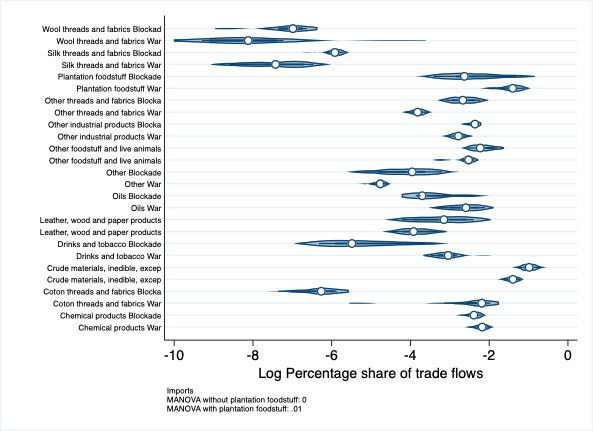 Wool threads and fabrics Blockad
Wool threads and fabrics War
Silk threads and fabrics Blockad
Silk threads and fabrics War
Plantation foodstuff Blockade
Plantation foodstuff War
Other threads and fabrics Blocka
Other threads and fabrics War
Other industrial products Blocka
Other industrial products War
Other foodstuff and live animals
Other foodstuff and live animals
Other Blockade
Other War
Oils Blockade
Oils War
Leather, wood and paper products
Leather, wood and paper products
Drinks and tobacco Blockade
Drinks and tobacco War
Crude materials, inedible, excep
Crude materials, inedible, excep
Coton threads and fabrics Blocka
Coton threads and fabrics War
Chemical products Blockade
Chemical products War
-10 -8 -6 -4 -2 0
Log Percentage share of trade flows
Imports
MANOVA without plantation foodstuff: 0
MANOVA with plantation foodstuff: .01